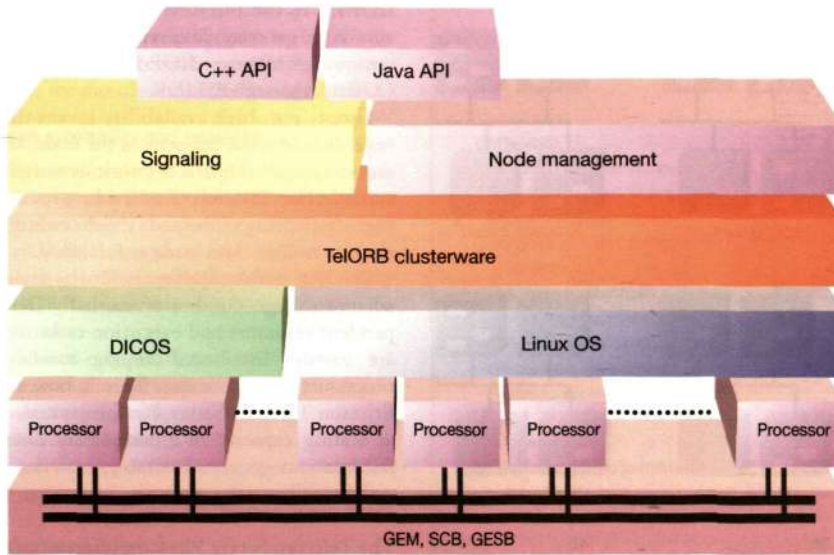 C++ API
Java API
Signaling
Node management
TelORB clusterware
DICOS
Linux OS
Processor
Processor
Processor
Processor
Processor
Processor
GEM, SCB, GESB